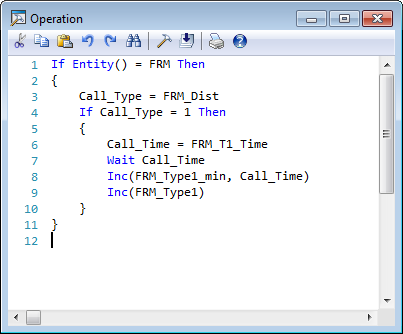 Operation
1 If Entity() = FRM Then
2 {
3 Call_Type = FRM_Dist
4 If Call_Type = 1 Then
5 {
6 Call_Time = FRM_T1_Time
7 Wait Call_Time
8 Inc(FRM_Type1_min, Call_Time)
9 Inc(FRM_Type1)
10 }
11 }
12